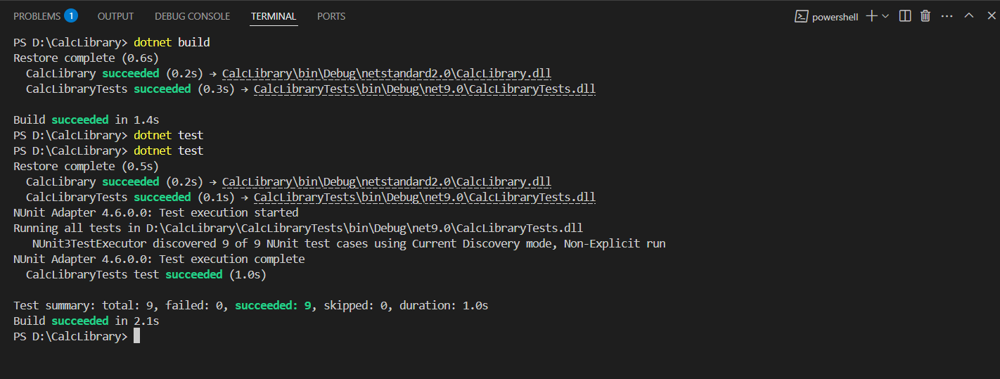 PROBLEMS 1 OUTPUT DEBUG CONSOLE TERMINAL PORTS powershell
PS D:\CalcLibrary> dotnet build
Restore complete (0.6s)
CalcLibrary succeeded (0.2s) → CalcLibrary\bin\Debug\netstandard2.0\CalcLibrary.dll
CalcLibraryTests succeeded (0.3s) → CalcLibraryTests\bin\Debug\net9.0\CalcLibraryTests.dll
Build succeeded in 1.4s
PS D:\CalcLibrary> dotnet test
PS D:\CalcLibrary> dotnet test
Restore complete (0.5s)
CalcLibrary succeeded (0.2s) → CalcLibrary\bin\Debug\netstandard2.0\CalcLibrary.dll
CalcLibraryTests succeeded (0.1s) → CalcLibraryTests\bin\Debug\net9.0\CalcLibraryTests.dll
NUnit Adapter 4.6.0.0: Test execution started
Running all tests in D:\CalcLibrary\CalcLibraryTests\bin\Debug\net9.0\CalcLibraryTests.dll
NUnit3TestExecutor discovered 9 of 9 NUnit test cases using Current Discovery mode, Non-Explicit run
NUnit Adapter 4.6.0.0: Test execution complete
CalcLibraryTests test succeeded (1.0s)
Test summary: total: 9, failed: 0, succeeded: 9, skipped: 0, duration: 1.0s
Build succeeded in 2.1s
PS D:\CalcLibrary>